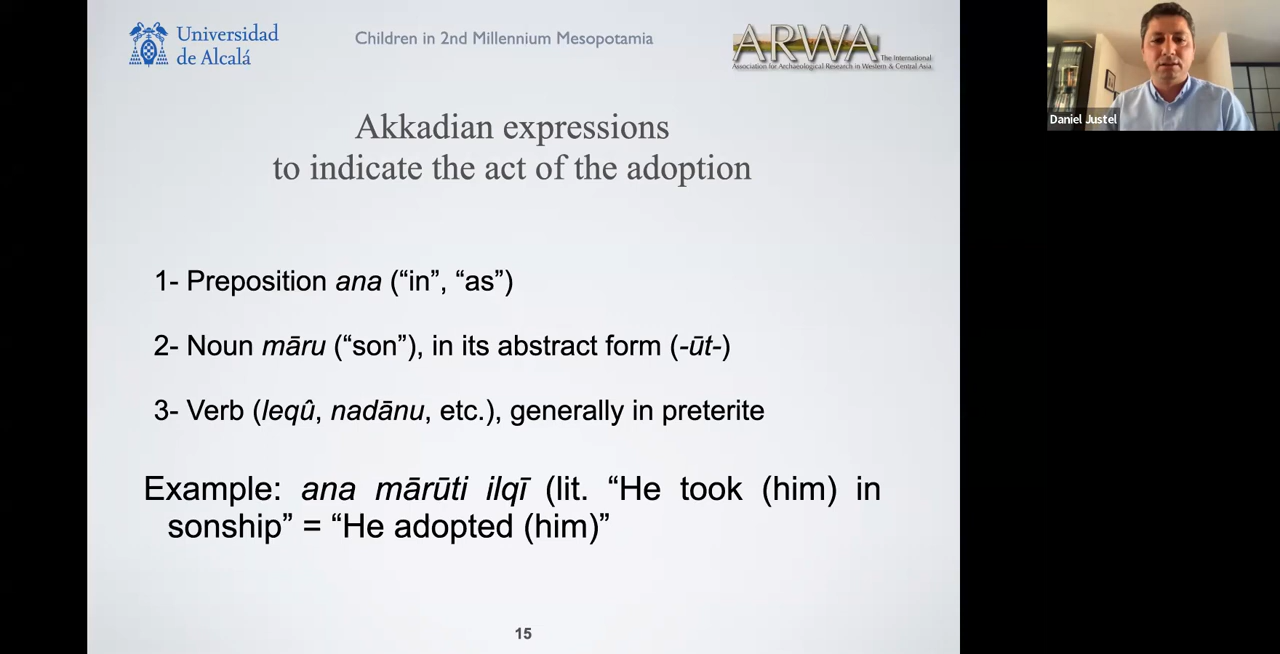 Universidad
de Alcalá
Children in 2nd Millennium Mesopotamia
ARWA
The International
Association for Archaeological Research in Western & Central Asia
Daniel Justel
Akkadian expressions
to indicate the act of the adoption
1- Preposition ana (“in”, “as”)
2- Noun māru (“son”), in its abstract form (-ūt-)
3- Verb (leqû, nadānu, etc.), generally in preterite
Example: ana mārūti ilqī (lit. “He took (him) in
sonship” = “He adopted (him)”
15